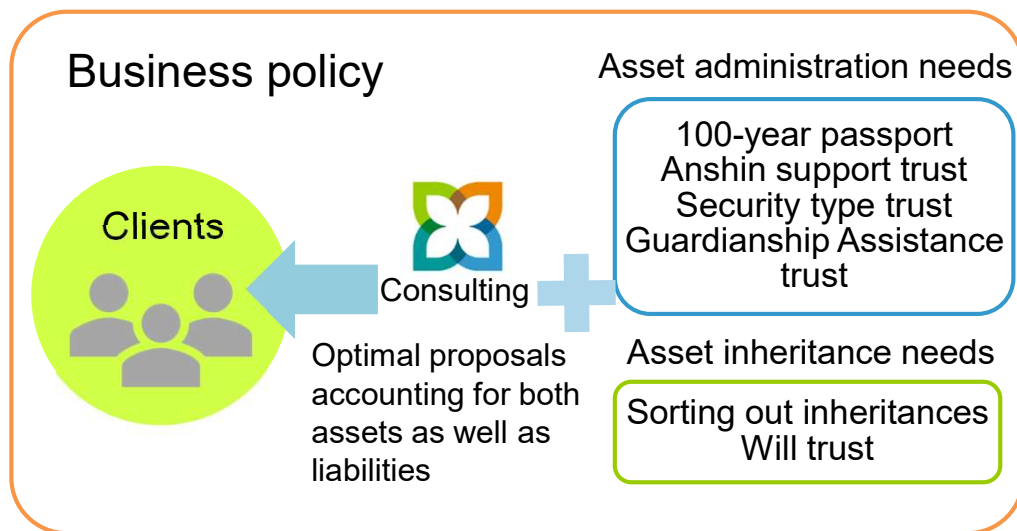 Business policy
Clients
Consulting
Optimal proposals
accounting for both
assets as well as
liabilities
Asset administration needs
100-year passport
Anshin support trust
Security type trust
Guardianship Assistance
trust
Asset inheritance needs
Sorting out inheritances
Will trust